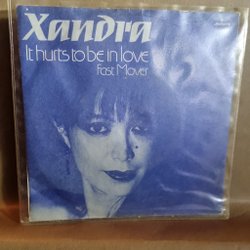 Xandra
It hurts to be in love
Fast Mover